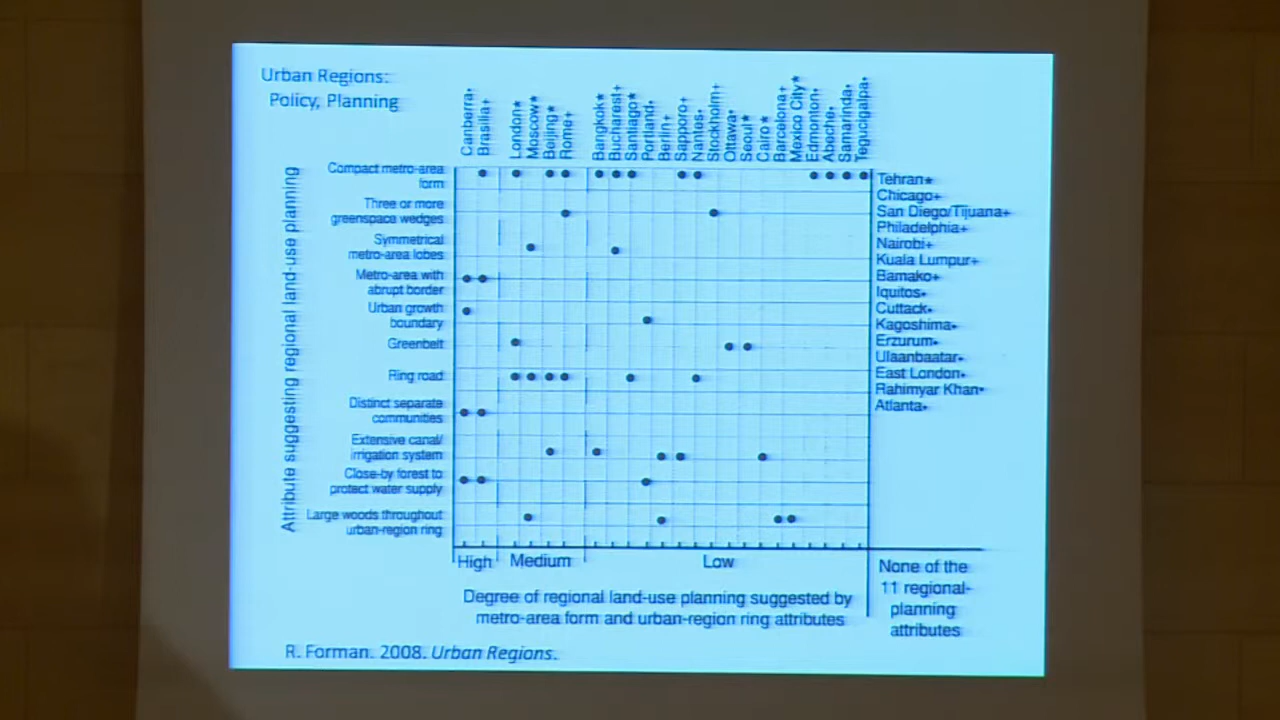 Urban Regions:
Policy, Planning
Canberra•
Brasilia+
London★
Moscow★
Beijing★
Rome+
Bangkok★
Bucharest+
Santiago★
Portland•
Berlin+
Sapporo+
Nantes•
Stockholm+
Ottawa•
Seoul★
Cairo★
Barcelona+
Mexico City★
Edmonton•
Abeche•
Samarinda•
Tegucigalpa•
Attribute suggesting regional land-use planning
Compact metro-area
form
Three or more
greenspace wedges
Symmetrical
metro-area lobes
Metro-area with
abrupt border
Urban growth
boundary
Greenbelt
Ring road
Distinct separate
communities
Extensive canal/
irrigation system
Close-by forest to
protect water supply
Large woods throughout
urban-region ring
Tehran★
Chicago+
San Diego/Tijuana+
Philadelphia+
Nairobi+
Kuala Lumpur+
Bamako+
Iquitos•
Cuttack•
Kagoshima•
Erzurum•
Ulaanbaatar•
East London•
Rahimyar Khan•
Atlanta•
High
Medium
Low
Degree of regional land-use planning suggested by
metro-area form and urban-region ring attributes
None of the
11 regional-
planning
attributes
R. Forman. 2008. Urban Regions.